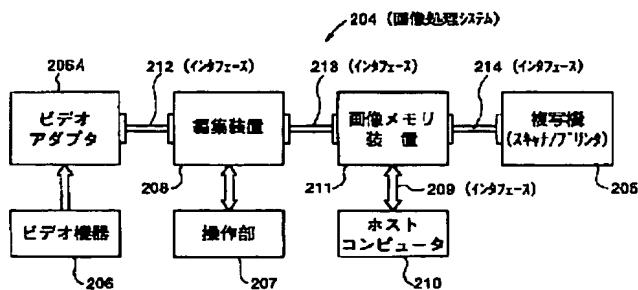 204 (画像処理システム)
206A
212 (インタフェース)
213 (インタフェース)
214 (インタフェース)
ビデオ
アダプタ
編集装置
画像メモリ
装 置
複写機
(スキャナ/プリンタ)
208
211
209 (インタフェース)
205
ビデオ機器
操作部
ホスト
コンピュータ
206
207
210